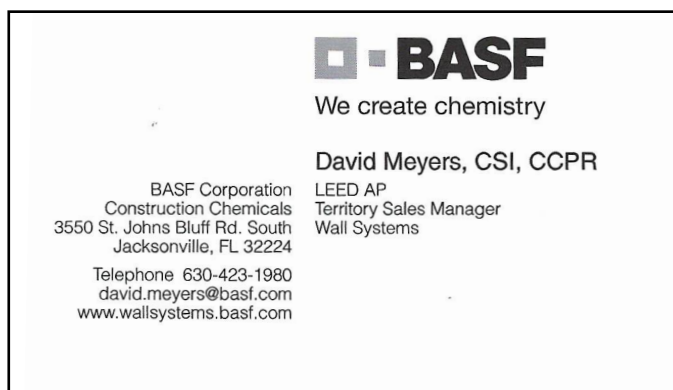 BASF
We create chemistry
David Meyers, CSI, CCPR
LEED AP
Territory Sales Manager
Wall Systems
BASF Corporation
Construction Chemicals
3550 St. Johns Bluff Rd. South
Jacksonville, FL 32224
Telephone 630-423-1980
david.meyers@basf.com
www.wallsystems.basf.com